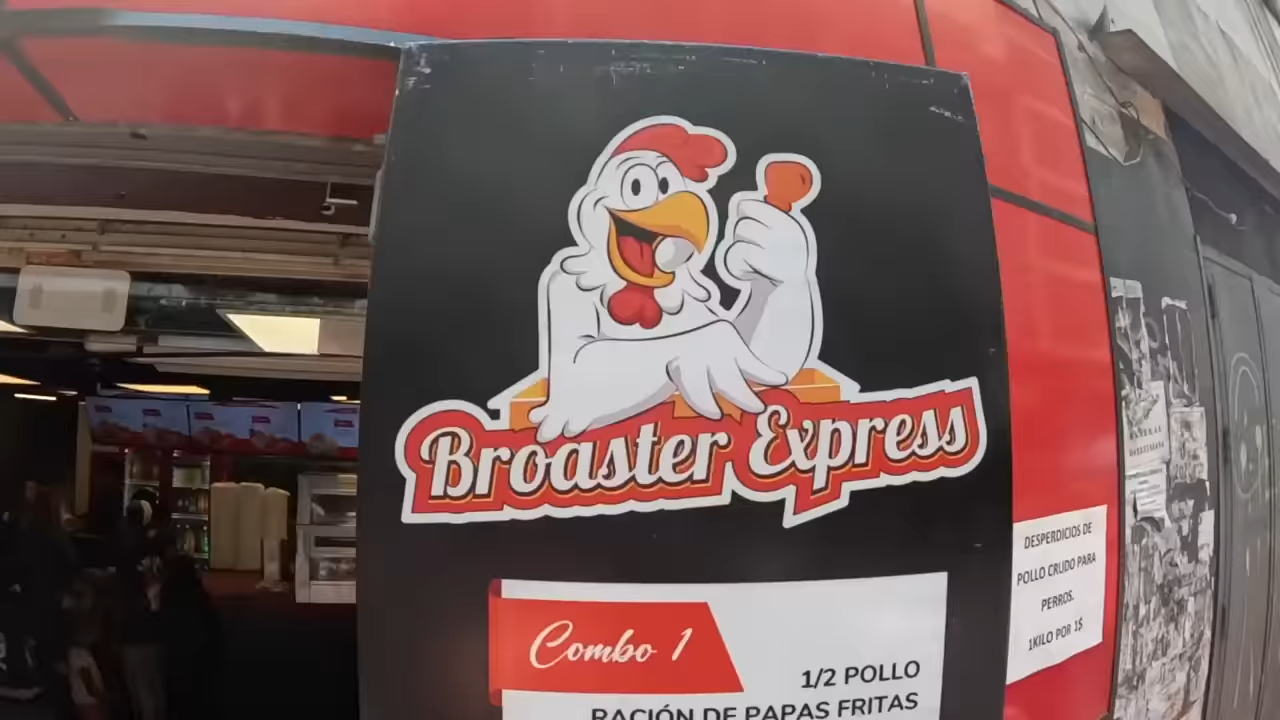 Broaster Express
Combo 1
1/2 POLLO
RACIÓN DE PAPAS FRITAS
DESPERDICIOS DE
POLLO CRUDO PARA
PERROS.
1KILO POR 1$